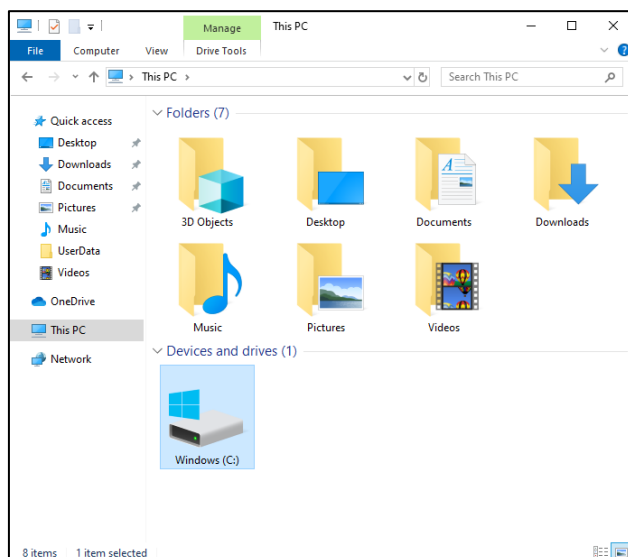 Manage
This PC
File
Computer
View
Drive Tools
This PC
Search This PC
Quick access
Desktop
Downloads
Documents
Pictures
Music
UserData
Videos
OneDrive
This PC
Network
Folders (7)
3D Objects
Desktop
Documents
Downloads
Music
Pictures
Videos
Devices and drives (1)
Windows (C:)
8 items
1 item selected